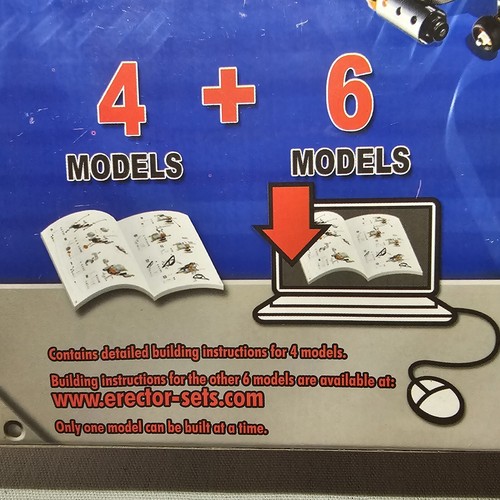 4 + 6
MODELS MODELS
Contains detailed building instructions for 4 models.
Building instructions for the other 6 models are available at:
www.erector-sets.com
Only one model can be built at a time.